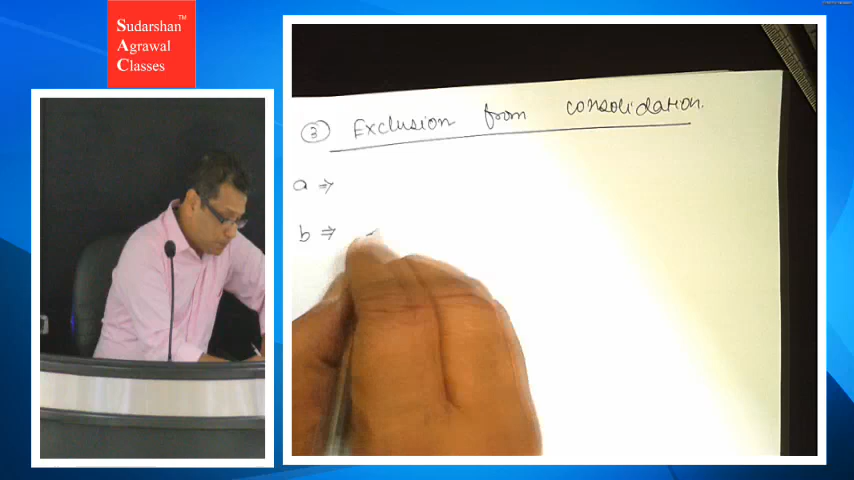 Sudarshan™
Agrawal
Classes
③ Exclusion from consolidation.
a ⇒
b ⇒